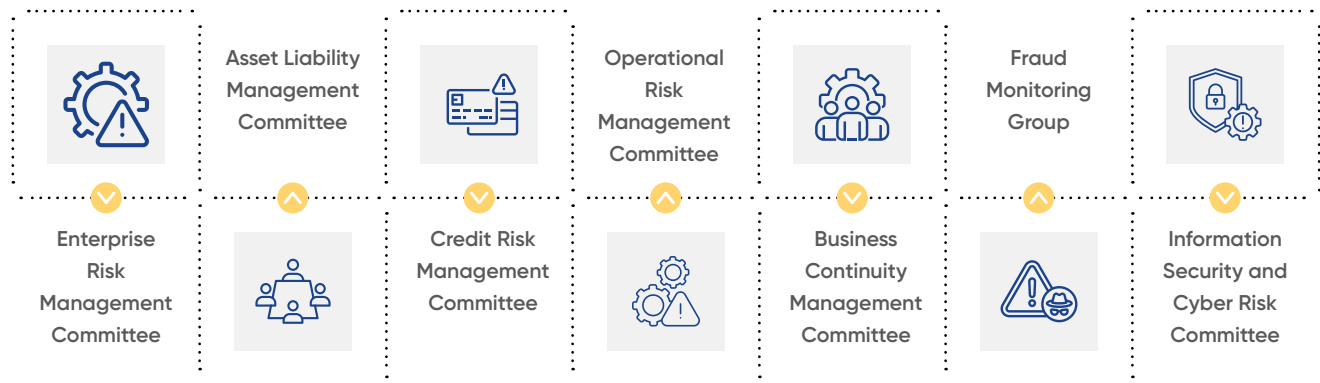 Enterprise
Risk
Management
Committee
Asset Liability
Management
Committee
Credit Risk
Management
Committee
Operational
Risk
Management
Committee
Business
Continuity
Management
Committee
Fraud
Monitoring
Group
Information
Security and
Cyber Risk
Committee